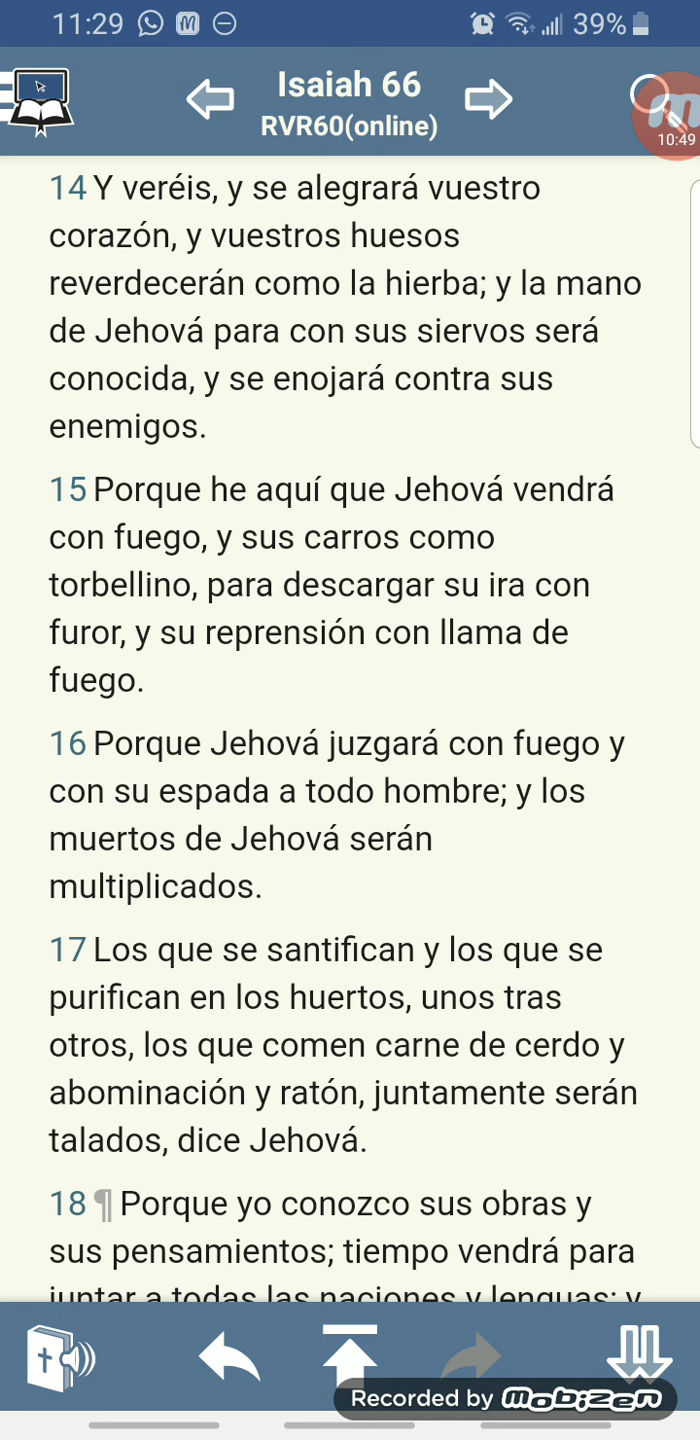 11:29 39%
Isaiah 66
RVR60(online)
10:49
14 Y veréis, y se alegrará vuestro
corazón, y vuestros huesos
reverdecerán como la hierba; y la mano
de Jehová para con sus siervos será
conocida, y se enojará contra sus
enemigos.
15 Porque he aquí que Jehová vendrá
con fuego, y sus carros como
torbellino, para descargar su ira con
furor, y su reprensión con llama de
fuego.
16 Porque Jehová juzgará con fuego y
con su espada a todo hombre; y los
muertos de Jehová serán
multiplicados.
17 Los que se santifican y los que se
purifican en los huertos, unos tras
otros, los que comen carne de cerdo y
abominación y ratón, juntamente serán
talados, dice Jehová.
18 ¶ Porque yo conozco sus obras y
sus pensamientos; tiempo vendrá para
juntar a todas las naciones y lenguas; y
Recorded by Mobizen